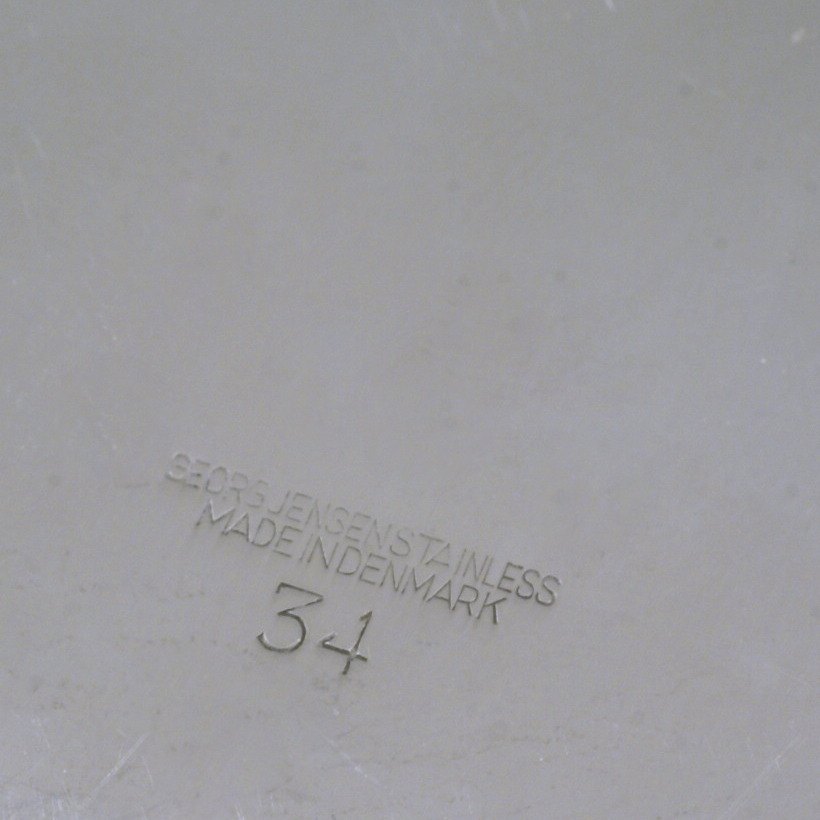 GEORG JENSEN STAINLESS
MADE IN DENMARK
34